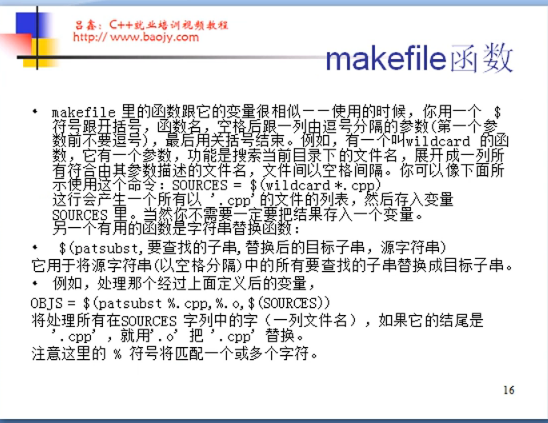 吕鑫：C++就业培训视频教程
http://www.baojy.com
makefile函数
• makefile 里的函数跟它的变量很相似——使用的时候，你用一个 $
符号跟开括号，函数名，空格后跟一列由逗号分隔的参数(第一个参
数前不要逗号)，最后用关括号结束。例如，有一个叫wildcard 的函
数，它有一个参数，功能是搜索当前目录下的文件名，展开成一列所
有符合由其参数描述的文件名，文件间以空格间隔。你可以像下面所
示使用这个命令：SOURCES = $(wildcard *.cpp)
这行会产生一个所有以 '.cpp' 的文件的列表，然后存入变量
SOURCES 里。当然你不需要一定要把结果存入一个变量。
另一个有用的函数是字符串替换函数：
• $(patsubst,要查找的子串,替换后的目标子串，源字符串)
它用于将源字符串(以空格分隔)中的所有要查找的子串替换成目标子串。
• 例如，处理那个经过上面定义后的变量，
OBJS = $(patsubst %.cpp,%.o,$(SOURCES))
将处理所有在SOURCES 字列中的字（一列文件名），如果它的结尾是
'.cpp' ，就用'.o' 把 '.cpp' 替换。
注意这里的 % 符号将匹配一个或多个字符。
16